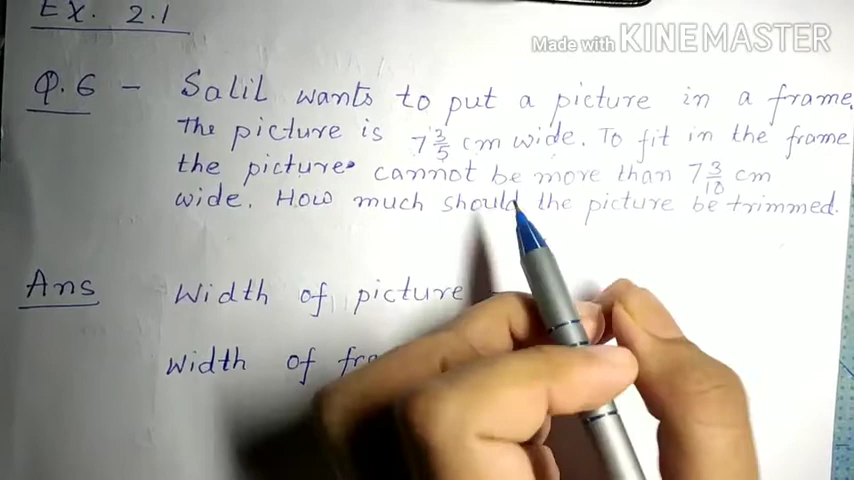 Ex. 2.1
Made with KINEMASTER
Q.6 - Salil wants to put a picture in a frame.
The picture is 7 3/5 cm wide. To fit in the frame
the picture cannot be more than 7 3/10 cm
wide. How much should the picture be trimmed.
Ans Width of picture
Width of